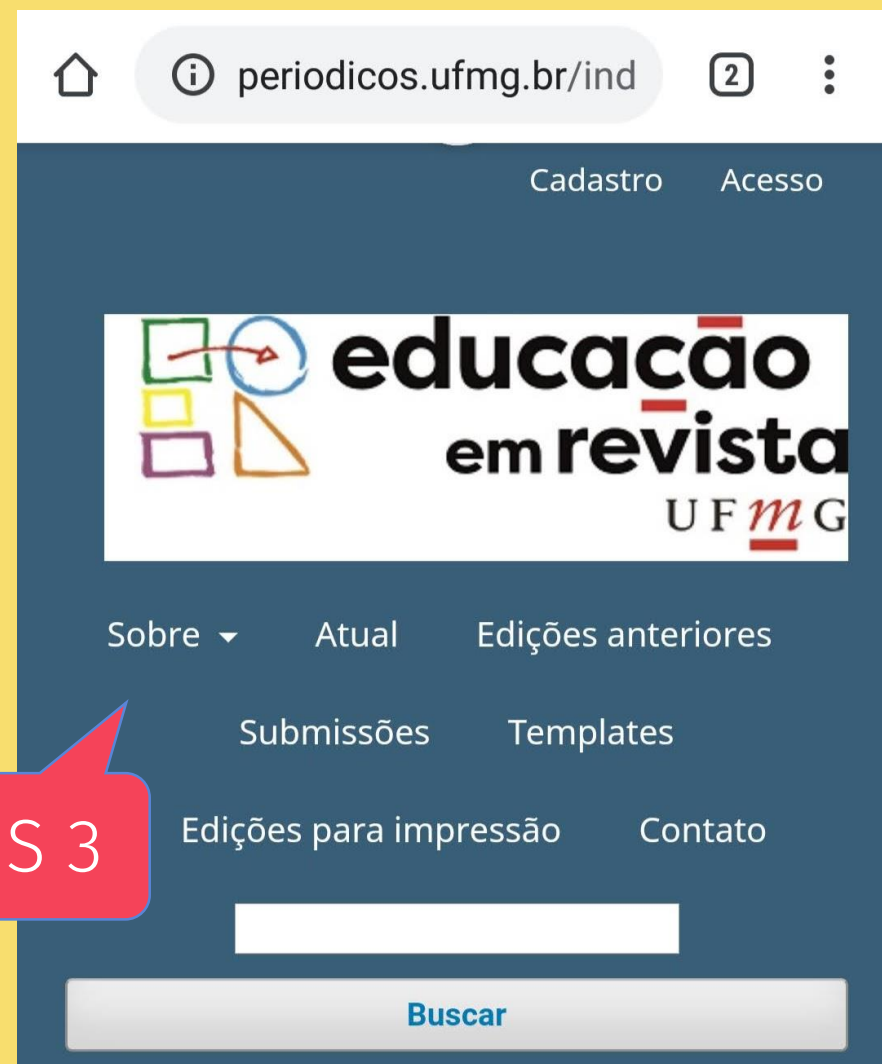 periodicos.ufmg.br/ind
2
Cadastro Acesso
educação
em revista
UFmG
Sobre Atual Edições anteriores
Submissões Templates
S 3
Edições para impressão Contato
Buscar